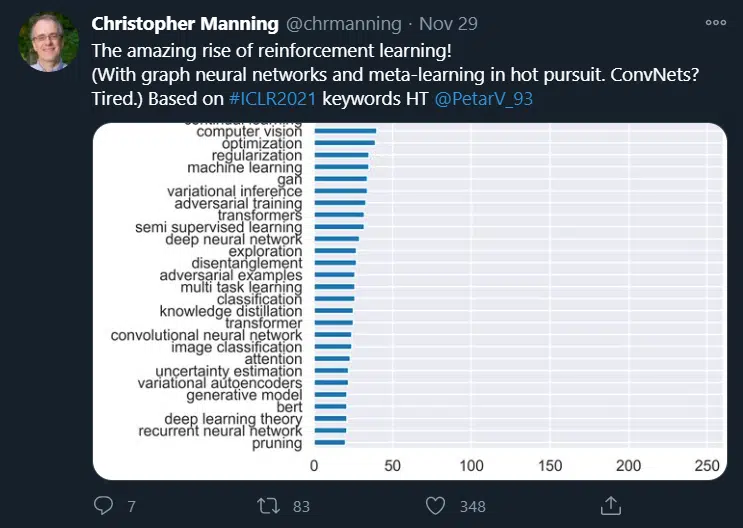 Christopher Manning @chrmanning · Nov 29
The amazing rise of reinforcement learning!
(With graph neural networks and meta-learning in hot pursuit. ConvNets?
Tired.) Based on #ICLR2021 keywords HT @PetarV_93
continual learning
computer vision
optimization
regularization
machine learning
gan
variational inference
adversarial training
transformers
semi supervised learning
deep neural network
exploration
disentanglement
adversarial examples
multi task learning
classification
knowledge distillation
transformer
convolutional neural network
image classification
attention
uncertainty estimation
variational autoencoders
generative model
bert
deep learning theory
recurrent neural network
pruning
0 50 100 150 200 250
7 83 348